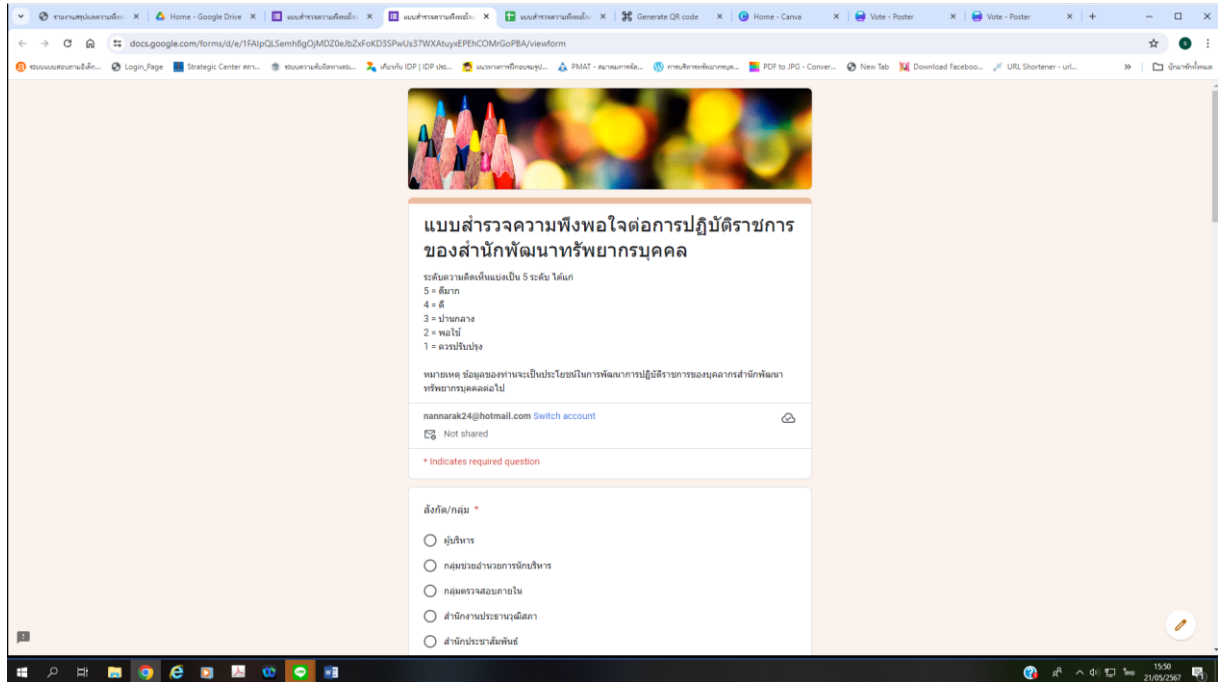 Home - Google Drive
Generate QR code
Home - Canva
Vote - Poster
Vote - Poster
docs.google.com/forms/d/e/1FAIpQLSemh8gOjMDZ0eJbZxFoKD3SPwUs37WXAtuyxEPEhCOMrGoPBA/viewform
Login_Page
Strategic Center
PDF to JPG - Conver...
New Tab
Download Faceboo...
URL Shortener - url...
แบบสำรวจความพึงพอใจต่อการปฏิบัติราชการ
ของสำนักพัฒนาทรัพยากรบุคคล
ระดับความคิดเห็นแบ่งเป็น 5 ระดับ ได้แก่
5 = ดีมาก
4 = ดี
3 = ปานกลาง
2 = พอใช้
1 = ควรปรับปรุง
หมายเหตุ ข้อมูลของท่านจะเป็นประโยชน์ในการพัฒนาการปฏิบัติราชการของบุคลากรสำนักพัฒนา
ทรัพยากรบุคคลต่อไป
nannarak24@hotmail.com Switch account
Not shared
* Indicates required question
สังกัด/กลุ่ม *
ผู้บริหาร
กลุ่มช่วยอำนวยการนักบริหาร
กลุ่มตรวจสอบภายใน
สำนักงานประธานวุฒิสภา
สำนักประชาสัมพันธ์
15:50
21/05/2567